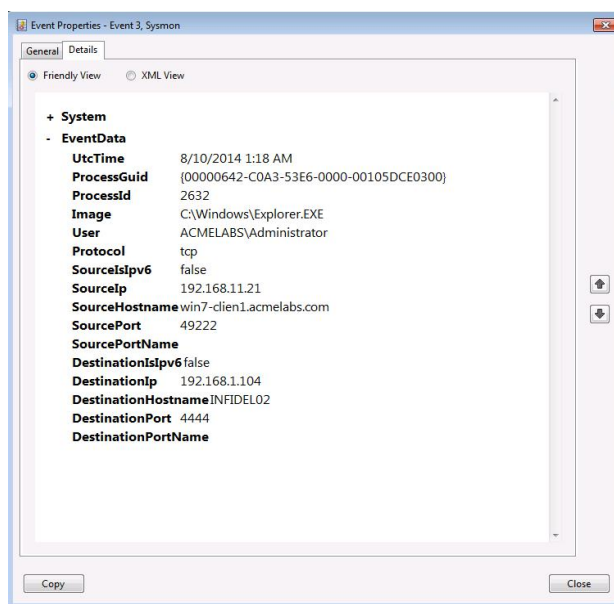 Event Properties - Event 3, Sysmon
General Details
Friendly View XML View
+ System
- EventData
UtcTime 8/10/2014 1:18 AM
ProcessGuid {00000642-C0A3-53E6-0000-00105DCE0300}
ProcessId 2632
Image C:\Windows\Explorer.EXE
User ACMELABS\Administrator
Protocol tcp
SourceIsIpv6 false
SourceIp 192.168.11.21
SourceHostname win7-clien1.acmelabs.com
SourcePort 49222
SourcePortName
DestinationIsIpv6 false
DestinationIp 192.168.1.104
DestinationHostname INFIDEL02
DestinationPort 4444
DestinationPortName
Copy Close